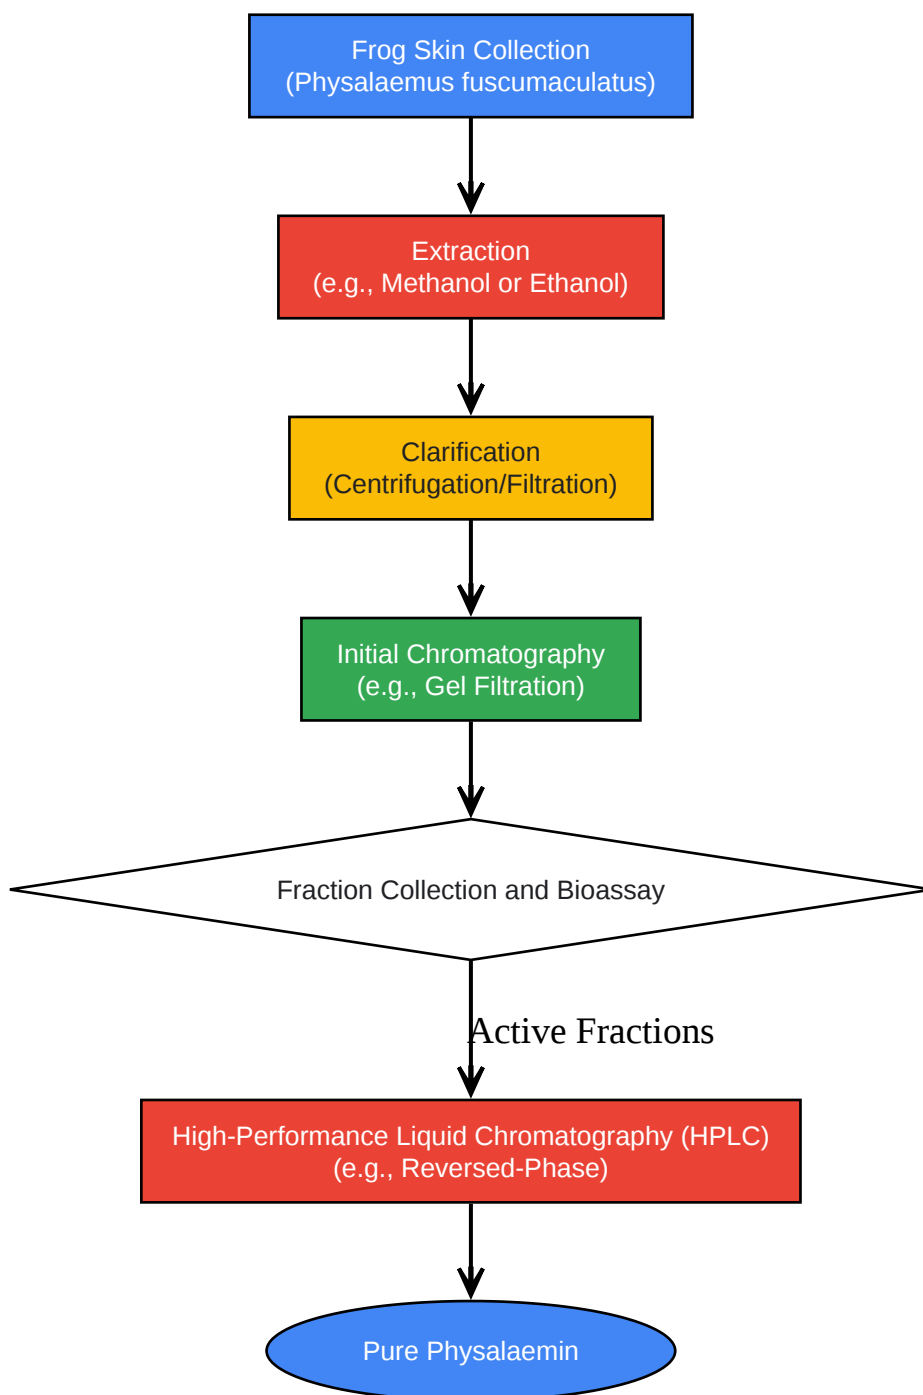 Frog Skin Collection
(Physalaemus fuscumaculatus)
Extraction
(e.g., Methanol or Ethanol)
Clarification
(Centrifugation/Filtration)
Initial Chromatography
(e.g., Gel Filtration)
Fraction Collection and Bioassay
Active Fractions
High-Performance Liquid Chromatography (HPLC)
(e.g., Reversed-Phase)
Pure Physalaemin